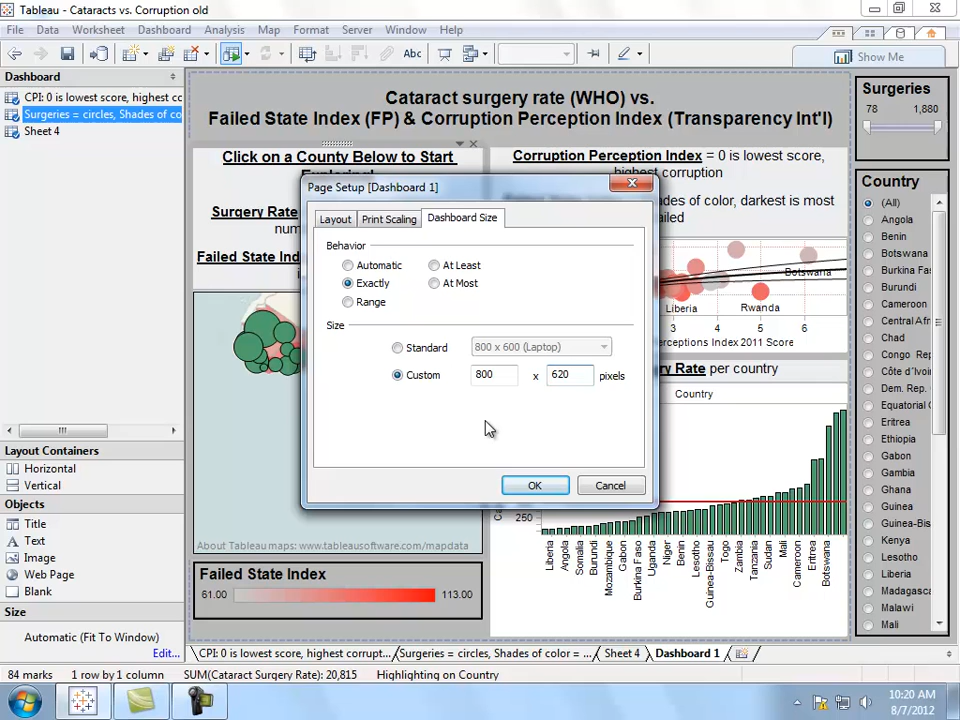 Tableau - Cataracts vs. Corruption old
File Data Worksheet Dashboard Analysis Map Format Server Window Help
Abc
Show Me
Dashboard
CPI: 0 is lowest score, highest cc
Surgeries = circles, Shades of co
Sheet 4
Layout Containers
Horizontal
Vertical
Objects
Title
Text
Image
Web Page
Blank
Size
Automatic (Fit To Window)
Edit...
Cataract surgery rate (WHO) vs.
Failed State Index (FP) & Corruption Perception Index (Transparency Int'l)
Click on a County Below to Start
Surgery Rate
num
Failed State Ind
Corruption Perception Index = 0 is lowest score,
highest corruption
ades of color, darkest is most
ailed
Botswana
Liberia
Rwanda
3 4 5 6
erceptions Index 2011 Score
ry Rate per country
Country
250
Liberia
Angola
Somalia
Burundi
Mozambique
Gabon
Burkina Faso
Uganda
Niger
Benin
Lesotho
Guinea-Bissau
Togo
Zambia
Tanzania
Sudan
Mali
Cameroon
Eritrea
Botswana
About Tableau maps: www.tableausoftware.com/mapdata
Failed State Index
61.00 113.00
Page Setup [Dashboard 1]
Layout Print Scaling Dashboard Size
Behavior
Automatic At Least
Exactly At Most
Range
Size
Standard 800 x 600 (Laptop)
Custom 800 x 620 pixels
OK Cancel
Surgeries
78 1,880
Country
(All)
Angola
Benin
Botswana
Burkina Fas
Burundi
Cameroon
Central Afri
Chad
Congo Rep
Côte d'Ivoir
Dem. Rep.
Equatorial G
Eritrea
Ethiopia
Gabon
Gambia
Ghana
Guinea
Guinea-Bis
Kenya
Lesotho
Liberia
Madagasca
Malawi
Mali
CPI: 0 is lowest score, highest corrupt... Surgeries = circles, Shades of color = ... Sheet 4 Dashboard 1
84 marks 1 row by 1 column SUM(Cataract Surgery Rate): 20,815 Highlighting on Country
10:20 AM
8/7/2012